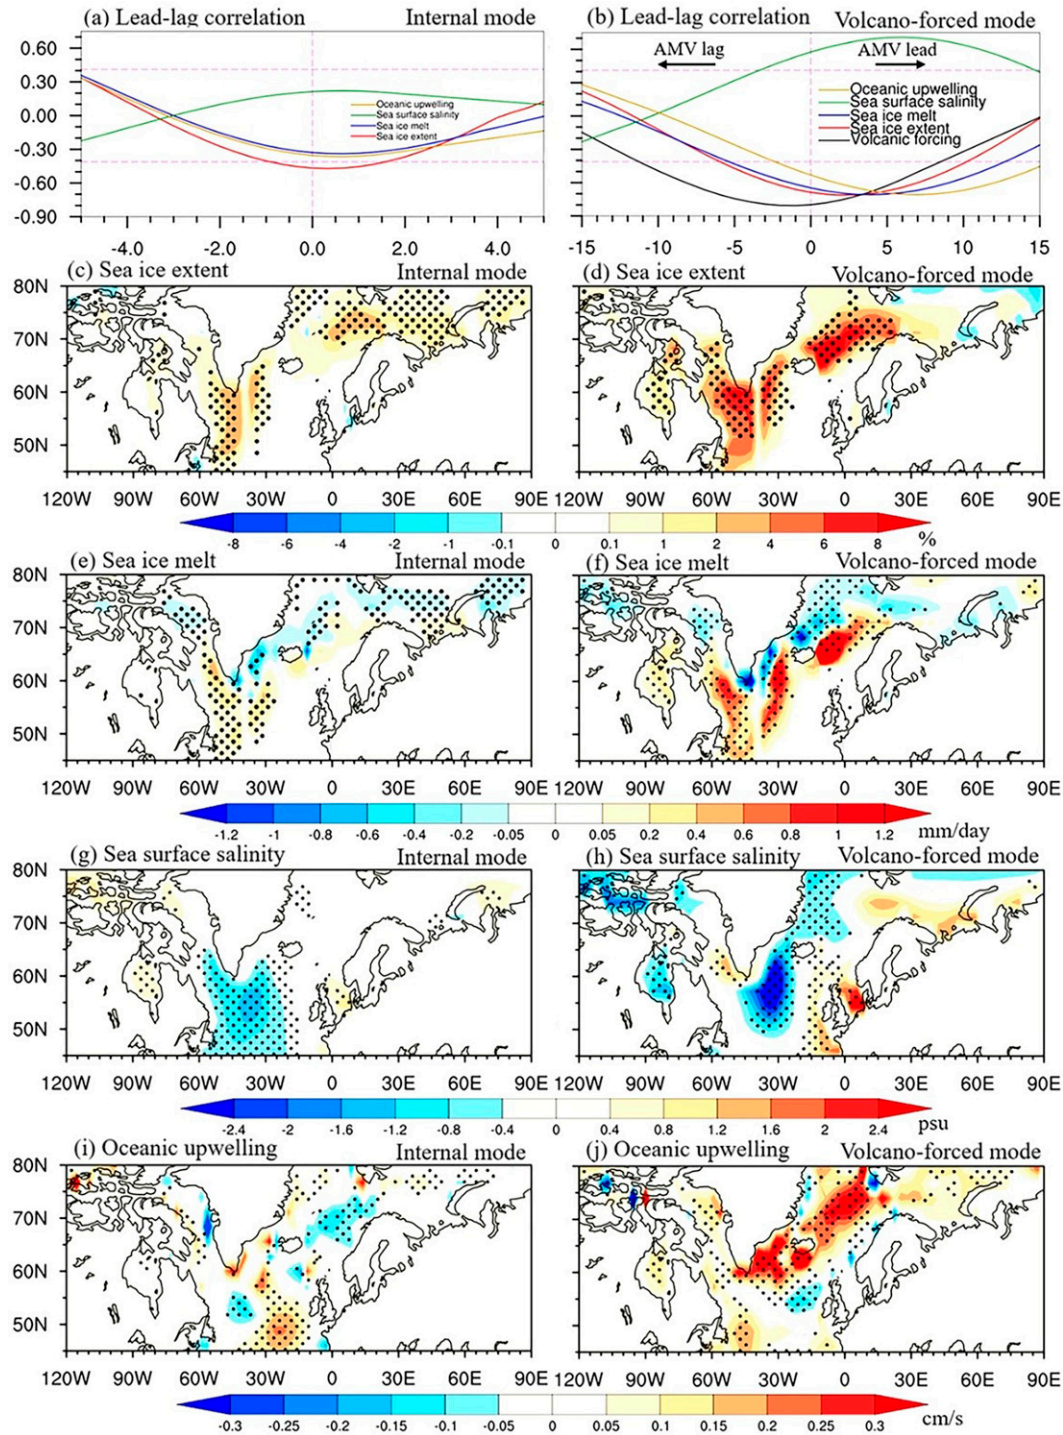 (a) Lead-lag correlation Internal mode (b) Lead-lag correlation Volcano-forced mode
0.60
0.30
0.00
-0.30
-0.60
-0.90
Oceanic upwelling
Sea surface salinity
Sea ice melt
Sea ice extent
-4.0 -2.0 0.0 2.0 4.0
AMV lag AMV lead
Oceanic upwelling
Sea surface salinity
Sea ice melt
Sea ice extent
Volcanic forcing
-15 -10 -5 0 5 10 15
(c) Sea ice extent Internal mode (d) Sea ice extent Volcano-forced mode
80N
70N
60N
50N
120W 90W 60W 30W 0 30E 60E 90E 120W 90W 60W 30W 0 30E 60E 90E
-8 -6 -4 -2 -1 -0.1 0 0.1 1 2 4 6 8 %
(e) Sea ice melt Internal mode (f) Sea ice melt Volcano-forced mode
80N
70N
60N
50N
120W 90W 60W 30W 0 30E 60E 90E 120W 90W 60W 30W 0 30E 60E 90E
-1.2 -1 -0.8 -0.6 -0.4 -0.2 -0.05 0 0.05 0.2 0.4 0.6 0.8 1 1.2 mm/day
(g) Sea surface salinity Internal mode (h) Sea surface salinity Volcano-forced mode
80N
70N
60N
50N
120W 90W 60W 30W 0 30E 60E 90E 120W 90W 60W 30W 0 30E 60E 90E
-2.4 -2 -1.6 -1.2 -0.8 -0.4 0 0.4 0.8 1.2 1.6 2 2.4 psu
(i) Oceanic upwelling Internal mode (j) Oceanic upwelling Volcano-forced mode
80N
70N
60N
50N
120W 90W 60W 30W 0 30E 60E 90E 120W 90W 60W 30W 0 30E 60E 90E
-0.3 -0.25 -0.2 -0.15 -0.1 -0.05 0 0.05 0.1 0.15 0.2 0.25 0.3 cm/s